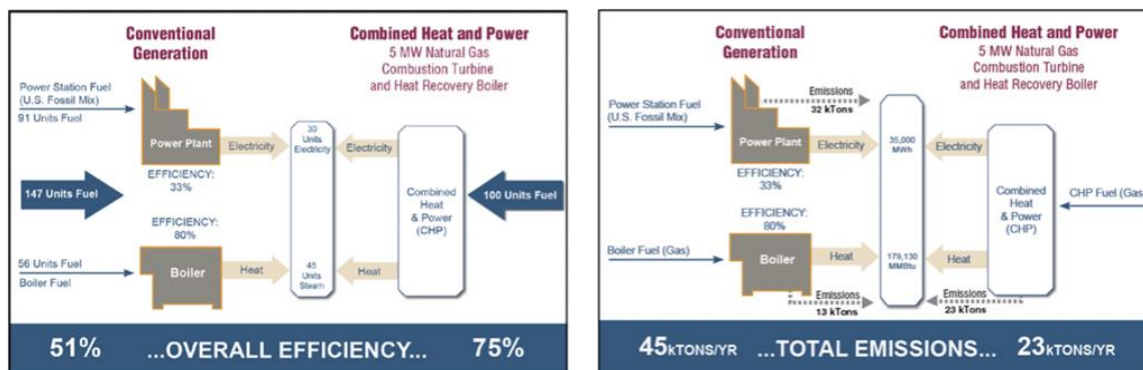 Conventional
Generation
Combined Heat and Power
5 MW Natural Gas
Combustion Turbine
and Heat Recovery Boiler
Power Station Fuel
(U.S. Fossil Mix)
91 Units Fuel
Power Plant
Electricity
30
Units
Electricity
Electricity
EFFICIENCY:
33%
147 Units Fuel
Combined
Heat
& Power
(CHP)
100 Units Fuel
EFFICIENCY:
80%
56 Units Fuel
Boiler Fuel
Boiler
Heat
45
Units
Steam
Heat
51% ...OVERALL EFFICIENCY... 75%
Conventional
Generation
Combined Heat and Power
5 MW Natural Gas
Combustion Turbine
and Heat Recovery Boiler
Emissions
32 kTons
Power Station Fuel
(U.S. Fossil Mix)
Power Plant
Electricity
35,000
MWh
Electricity
EFFICIENCY:
33%
Combined
Heat
& Power
(CHP)
CHP Fuel (Gas
EFFICIENCY:
80%
Boiler Fuel (Gas)
Boiler
Heat
179,130
MMBtu
Heat
Emissions
13 kTons
Emissions
23 kTons
45kTONS/YR ...TOTAL EMISSIONS... 23kTONS/YR